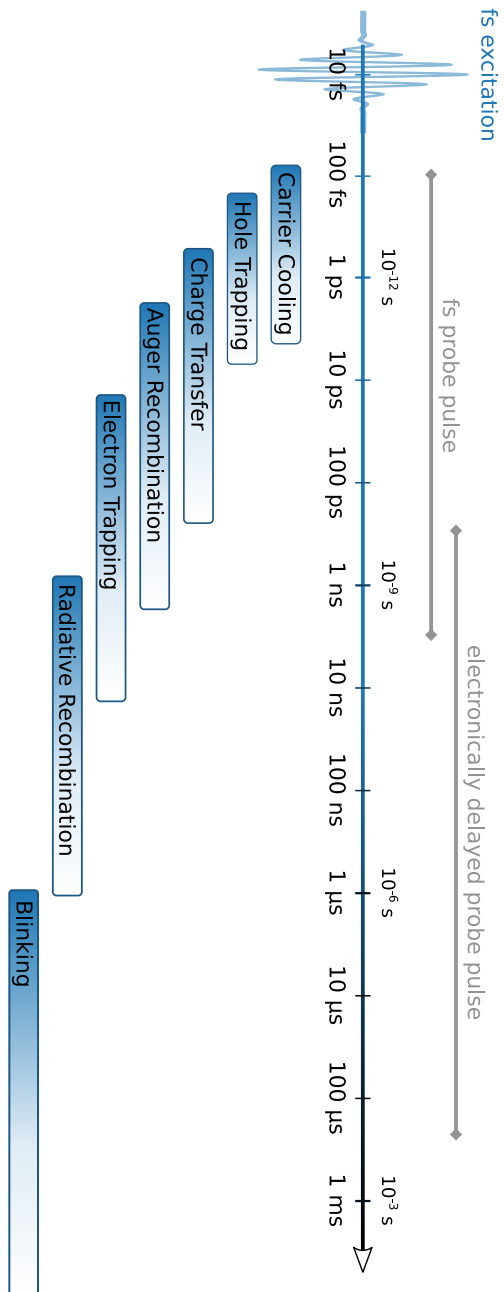 fs excitation
fs probe pulse
electronically delayed probe pulse
10⁻¹² s
10⁻⁹ s
10⁻⁶ s
10⁻³ s
10 fs
100 fs
1 ps
10 ps
100 ps
1 ns
10 ns
100 ns
1 µs
10 µs
100 µs
1 ms
Carrier Cooling
Hole Trapping
Charge Transfer
Auger Recombination
Electron Trapping
Radiative Recombination
Blinking